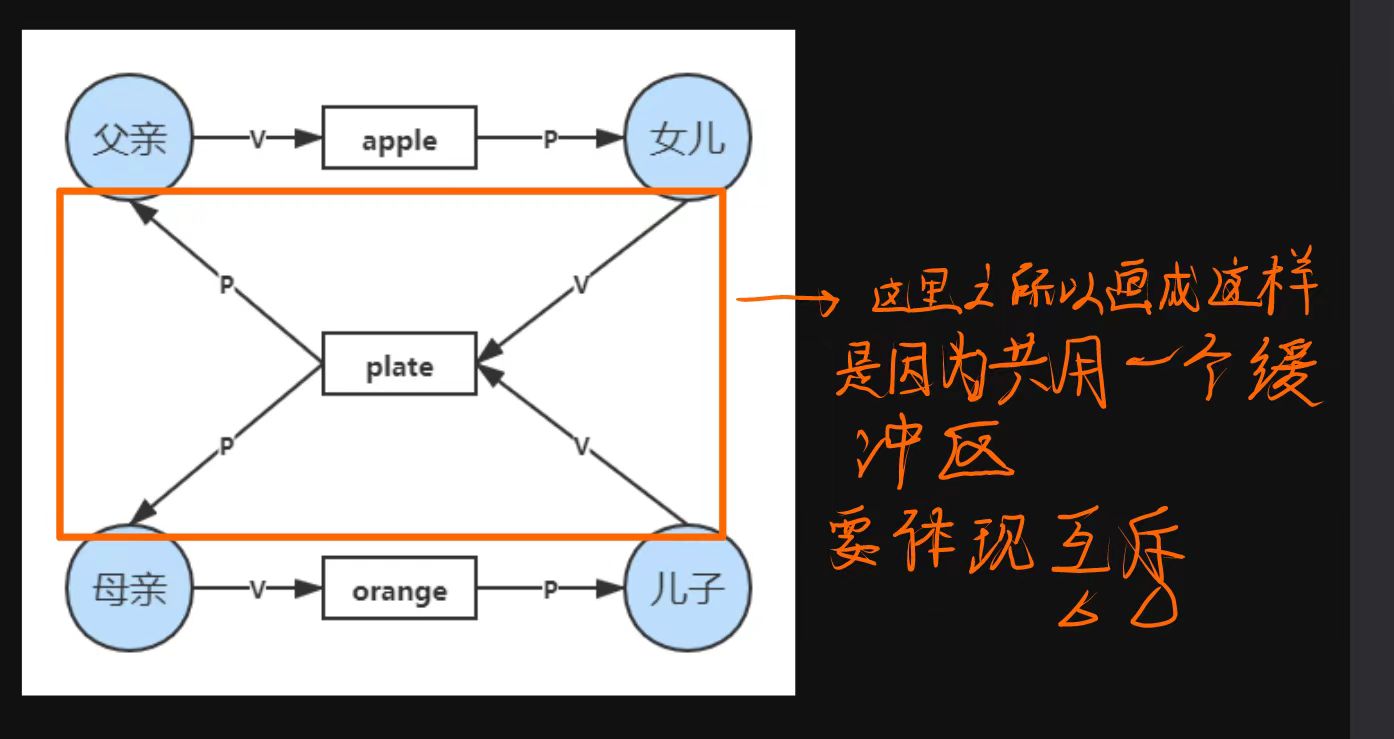 父亲 V apple P 女儿
P V
plate
P V
母亲 V orange P 儿子
这里之所以画成这样
是因为共用一个缓
冲区
要体现互斥